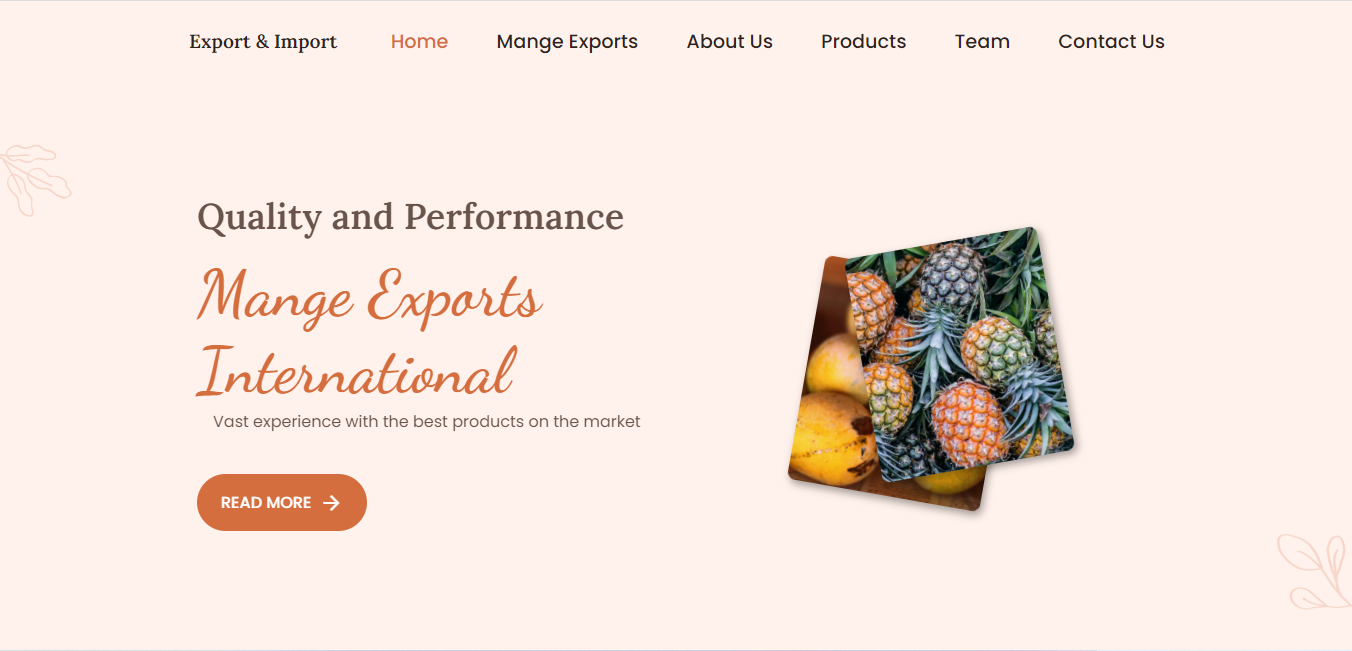 Export & Import Home Mange Exports About Us Products Team Contact Us
Quality and Performance
Mange Exports
International
Vast experience with the best products on the market
READ MORE